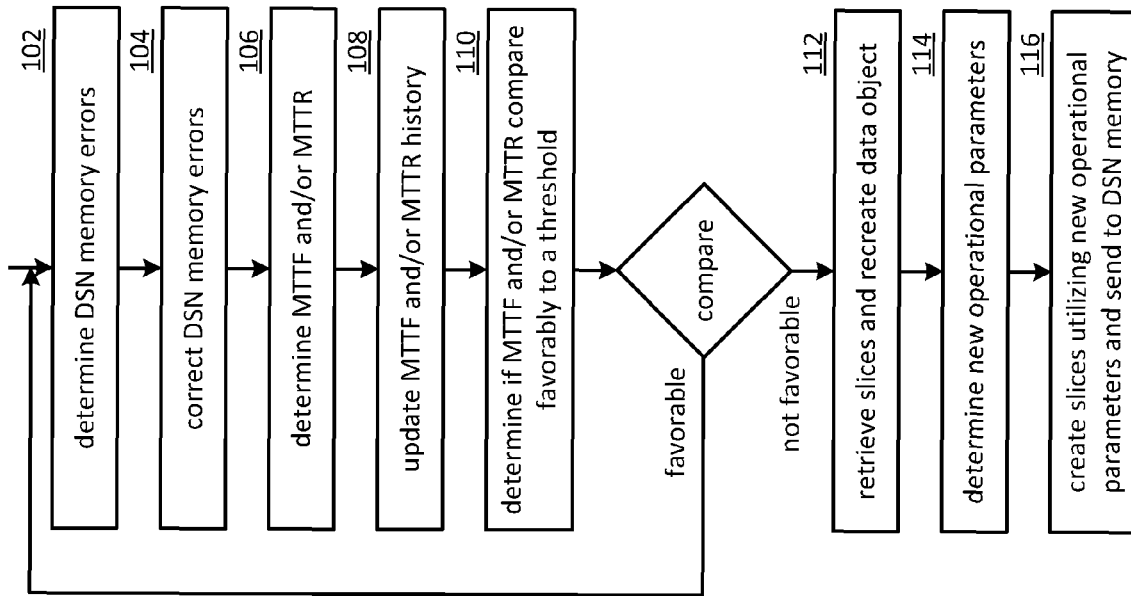 102
determine DSN memory errors
104
correct DSN memory errors
106
determine MTTF and/or MTTR
108
update MTTF and/or MTTR history
110
determine if MTTF and/or MTTR compare
favorably to a threshold
compare
favorable
not favorable
112
retrieve slices and recreate data object
114
determine new operational parameters
116
create slices utilizing new operational
parameters and send to DSN memory